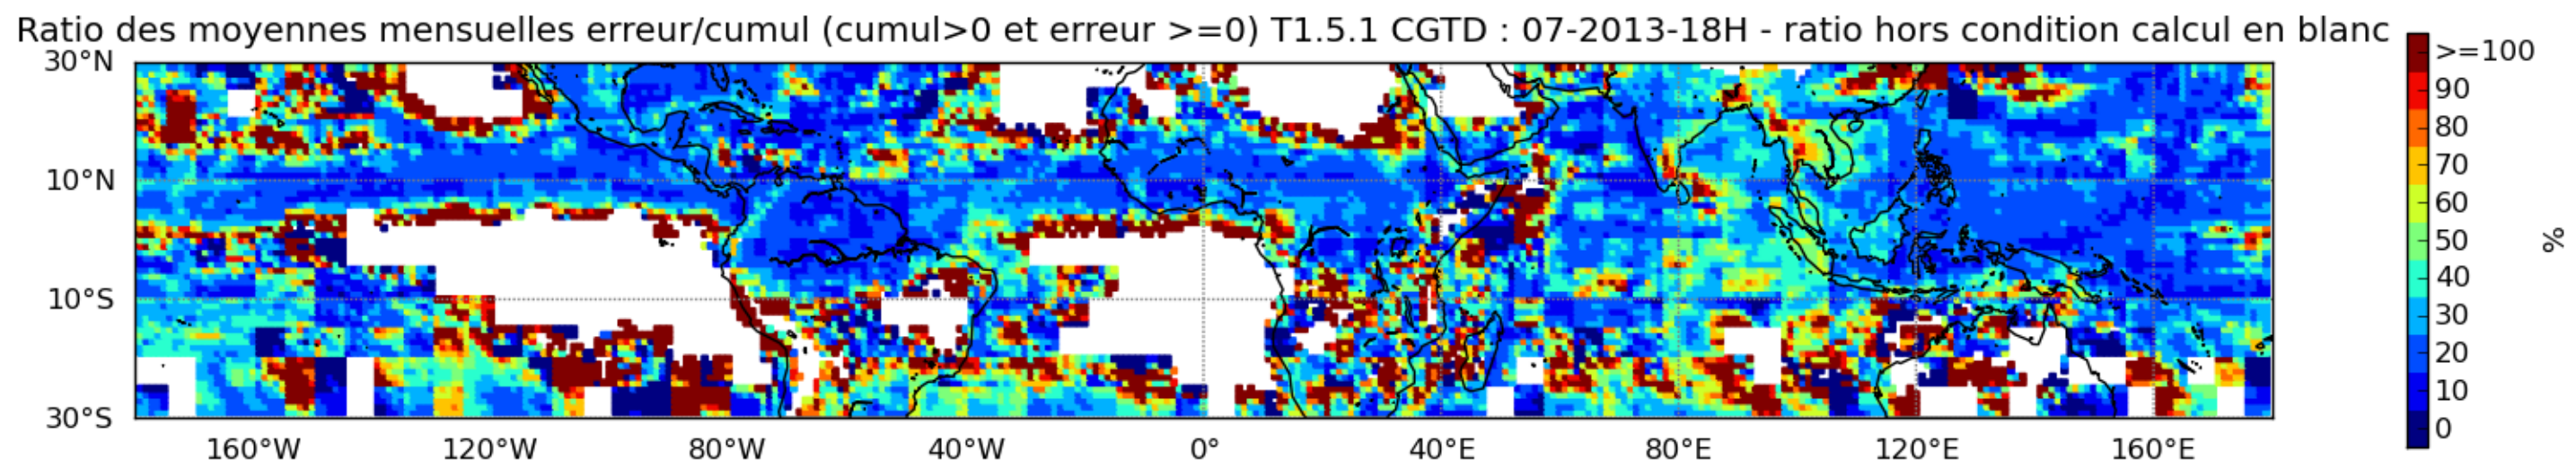 Ratio des moyennes mensuelles erreur/cumul (cumul>0 et erreur >=0) T1.5.1 CGTD : 07-2013-18H - ratio hors condition calcul en blanc
30°N
10°N
10°S
30°S
160°W 120°W 80°W 40°W 0° 40°E 80°E 120°E 160°E
>=100
90
80
70
60
50
40
30
20
10
0
%